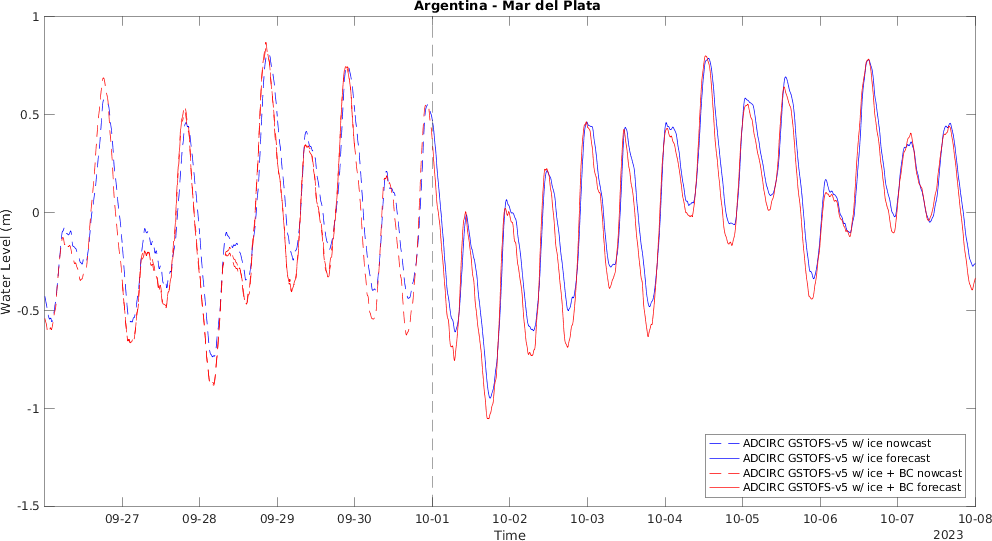 Argentina - Mar del Plata
1
0.5
0
-0.5
-1
-1.5
Water Level (m)
ADCIRC GSTOFS-v5 w/ ice nowcast
ADCIRC GSTOFS-v5 w/ ice forecast
ADCIRC GSTOFS-v5 w/ ice + BC nowcast
ADCIRC GSTOFS-v5 w/ ice + BC forecast
09-27 09-28 09-29 09-30 10-01 10-02 10-03 10-04 10-05 10-06 10-07 10-08
Time
2023